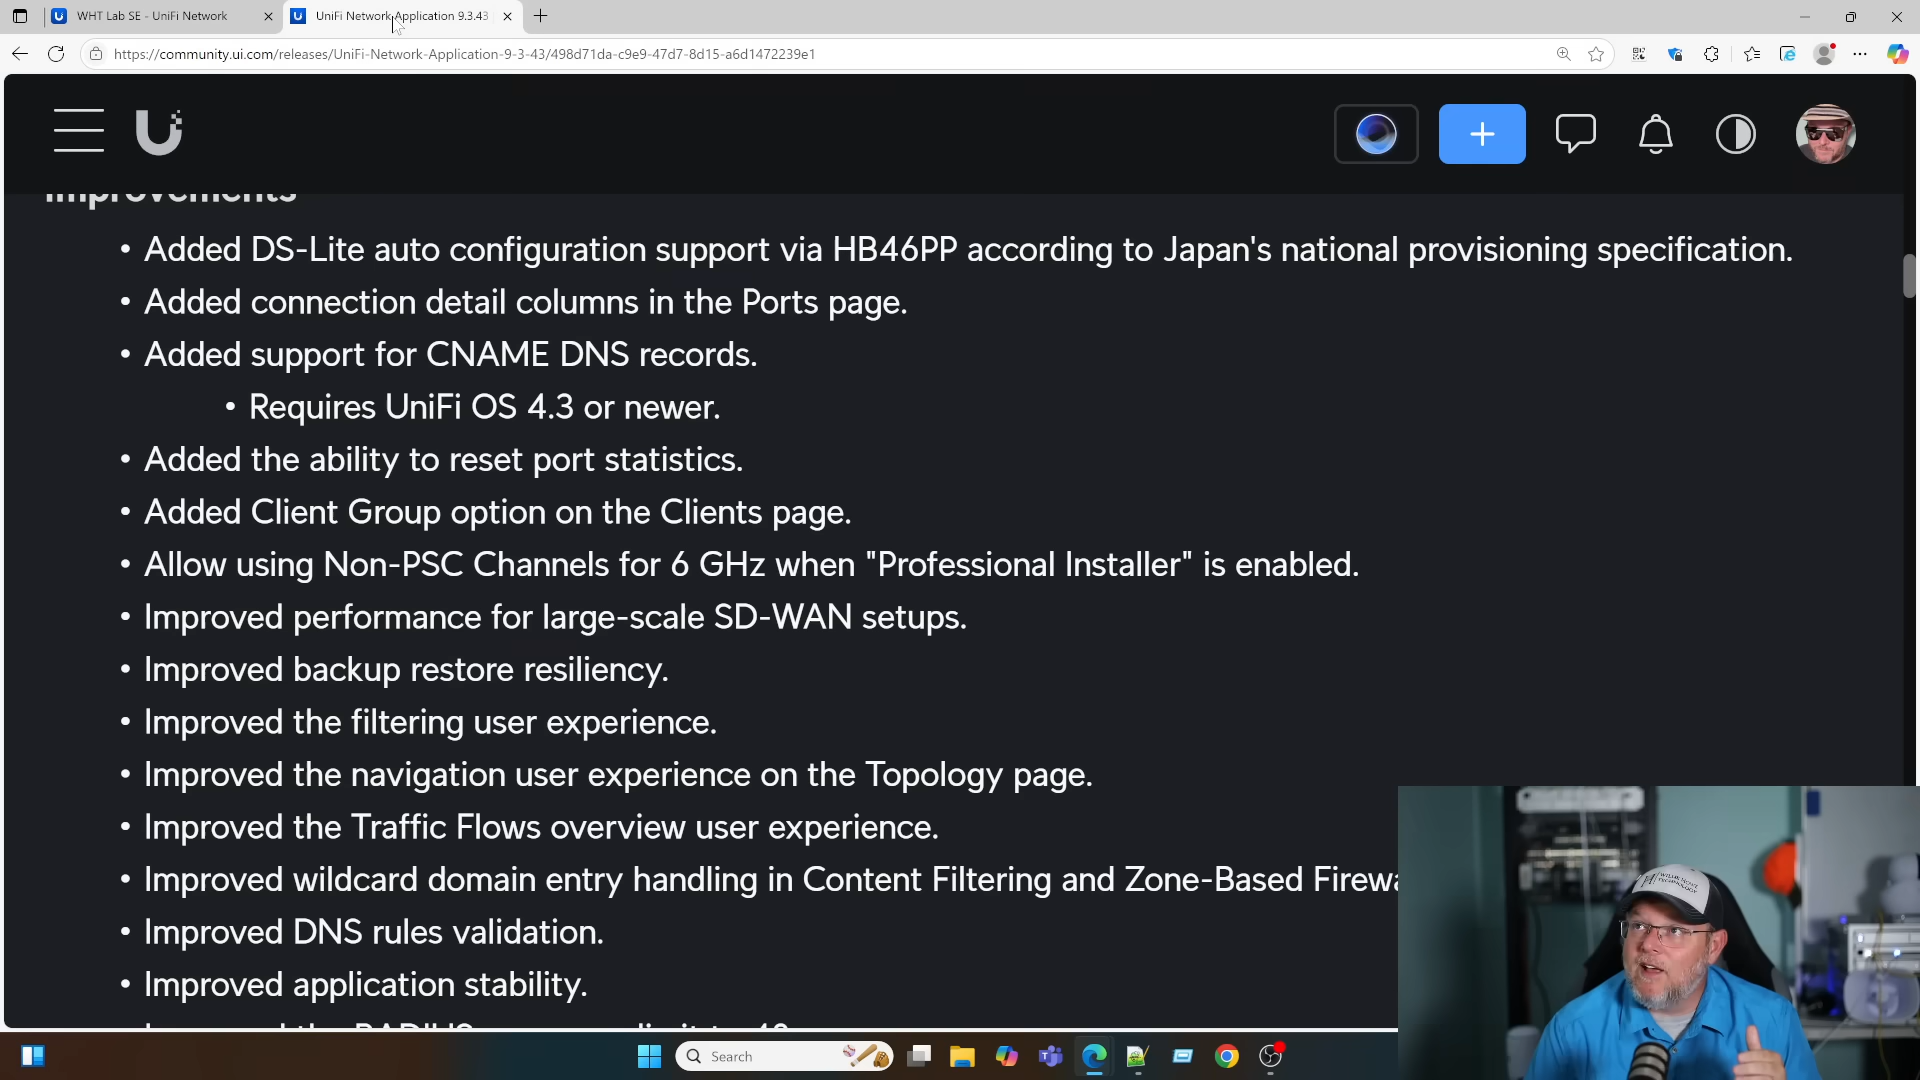 WHT Lab SE - UniFi Network
UniFi Network Application 9.3.43
https://community.ui.com/releases/UniFi-Network-Application-9-3-43/498d71da-c9e9-47d7-8d15-a6d1472239e1
Improvements
• Added DS-Lite auto configuration support via HB46PP according to Japan's national provisioning specification.
• Added connection detail columns in the Ports page.
• Added support for CNAME DNS records.
• Requires UniFi OS 4.3 or newer.
• Added the ability to reset port statistics.
• Added Client Group option on the Clients page.
• Allow using Non-PSC Channels for 6 GHz when "Professional Installer" is enabled.
• Improved performance for large-scale SD-WAN setups.
• Improved backup restore resiliency.
• Improved the filtering user experience.
• Improved the navigation user experience on the Topology page.
• Improved the Traffic Flows overview user experience.
• Improved wildcard domain entry handling in Content Filtering and Zone-Based Firewa
• Improved DNS rules validation.
• Improved application stability.
Search